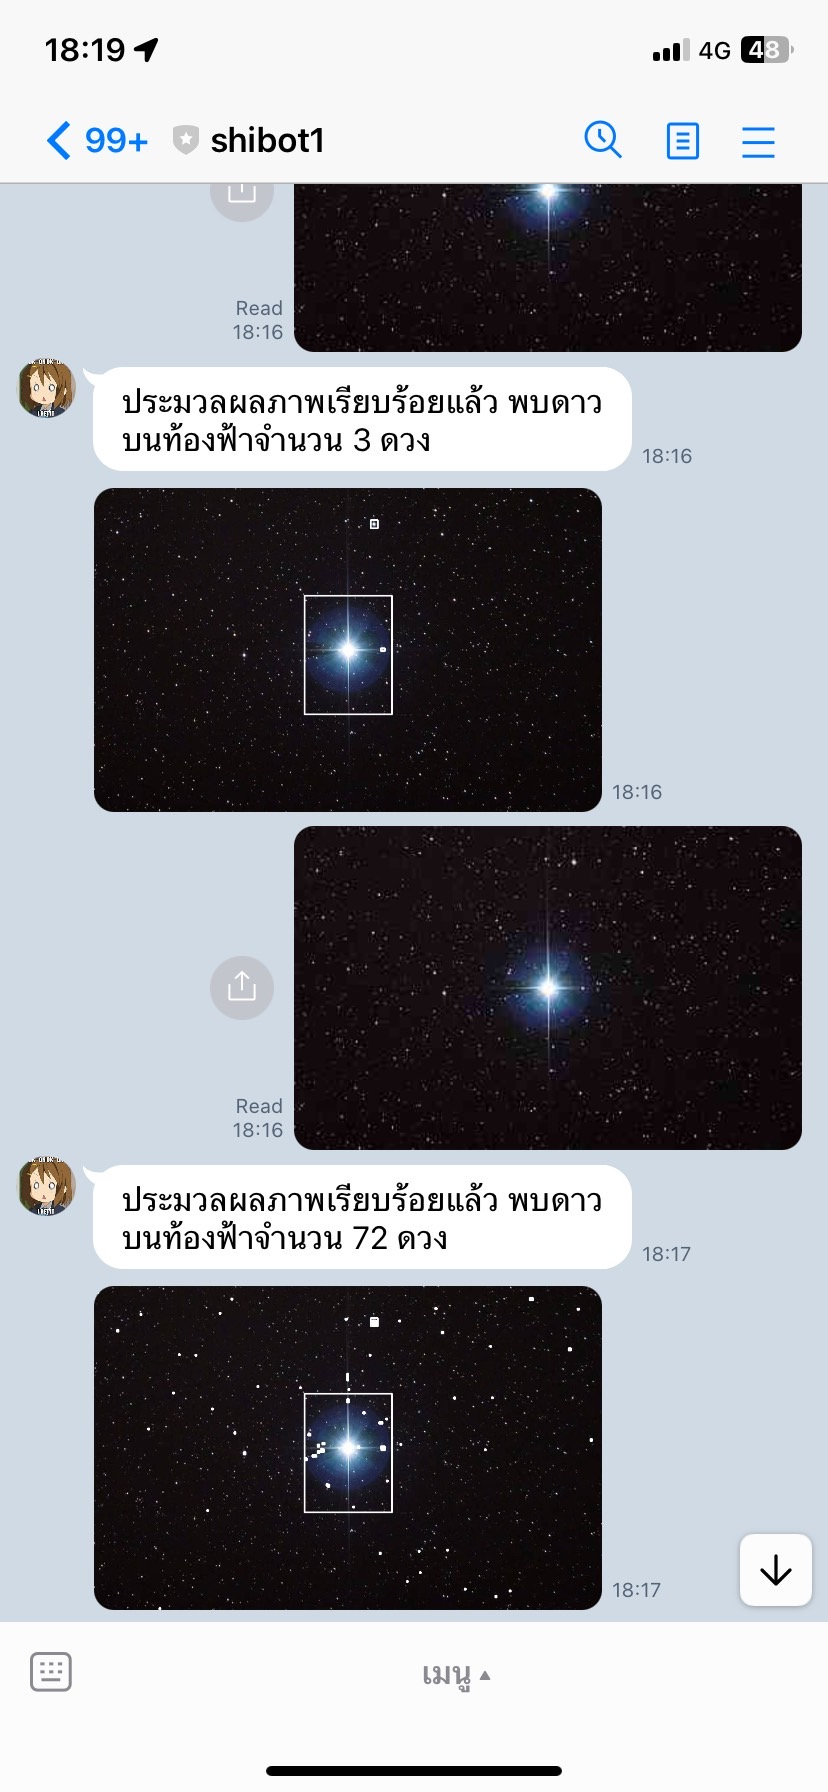 18:19
4G 48
99+ shibot1
Read
18:16
ประมวลผลภาพเรียบร้อยแล้ว พบดาว
บนท้องฟ้าจำนวน 3 ดวง
18:16
18:16
Read
18:16
ประมวลผลภาพเรียบร้อยแล้ว พบดาว
บนท้องฟ้าจำนวน 72 ดวง
18:17
18:17
เมนู